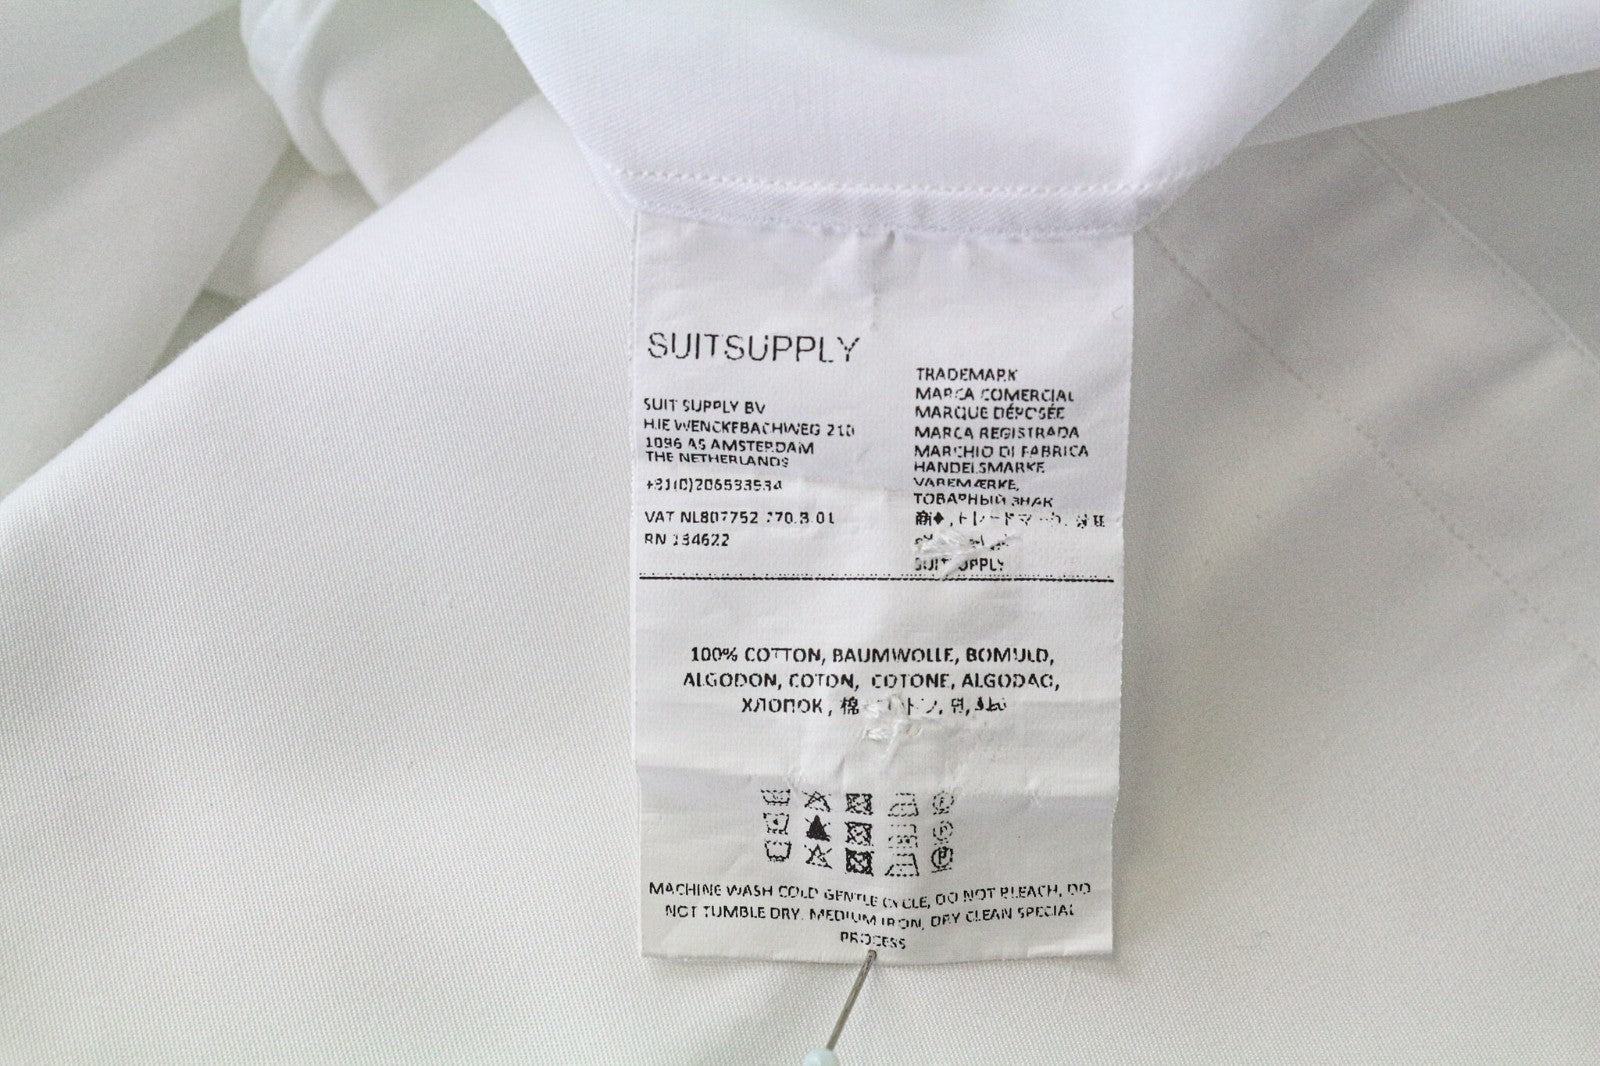 SUITSUPPLY
SUIT SUPPLY BV
H.J.E WENCKEBACHWEG 210
1096 AS AMSTERDAM
THE NETHERLANDS
+31(0)206533534
VAT NL807752 770.B.01
RN 134622
TRADEMARK
MARCA COMERCIAL
MARQUE DÉPOSÉE
MARCA REGISTRADA
MARCHIO DI FABRICA
HANDELSMARKE
VAREMÆRKE,
ТОВАРНЫЙ ЗНАК
SUITSUPPLY
100% COTTON, BAUMWOLLE, BOMULD,
ALGODON, COTON, COTONE, ALGODAO,
ХЛОПОК, 棉
MACHINE WASH COLD GENTLE CYCLE, DO NOT BLEACH, DO
NOT TUMBLE DRY, MEDIUM IRON, DRY CLEAN SPECIAL
PROCESS